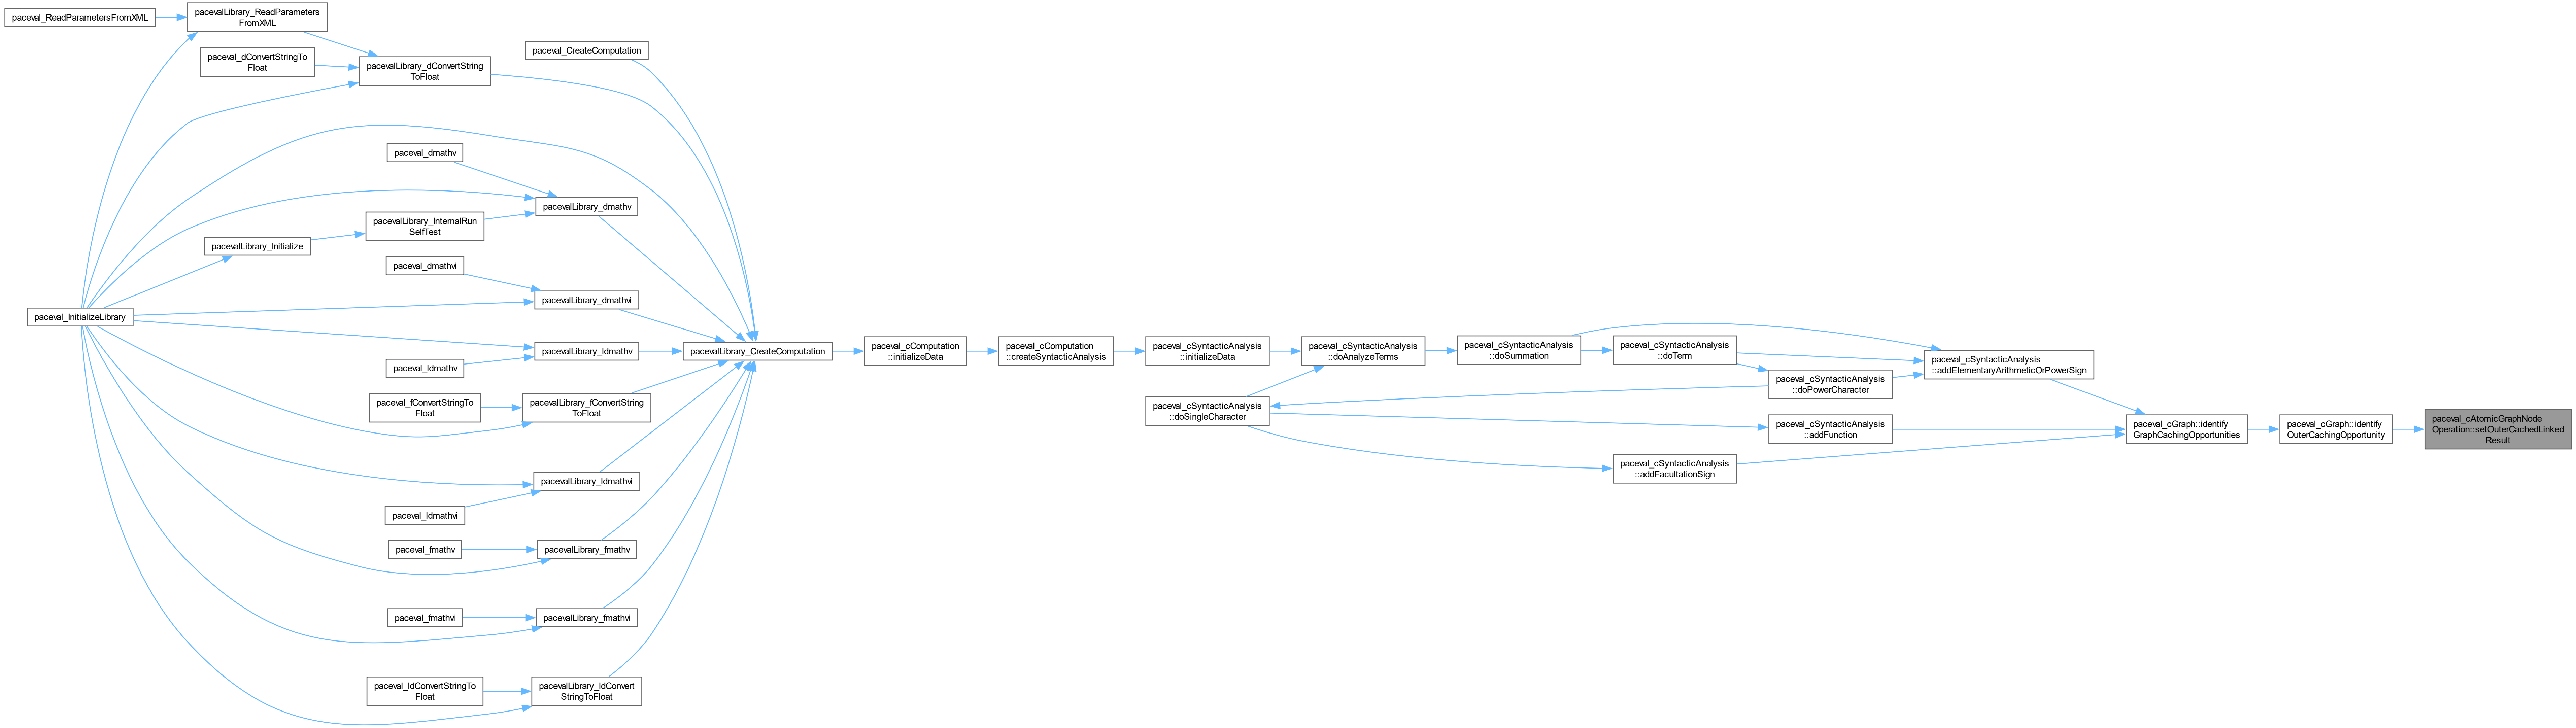 paceval_ReadParametersFromXML
pacevalLibrary_ReadParameters
FromXML
paceval_dConvertStringTo
Float
pacevalLibrary_dConvertString
ToFloat
paceval_CreateComputation
paceval_dmathv
pacevalLibrary_dmathv
pacevalLibrary_InternalRun
SelfTest
pacevalLibrary_Initialize
paceval_dmathvi
pacevalLibrary_dmathvi
paceval_InitializeLibrary
pacevalLibrary_ldmathv
paceval_ldmathv
pacevalLibrary_CreateComputation
paceval_fConvertStringTo
Float
pacevalLibrary_fConvertString
ToFloat
pacevalLibrary_ldmathvi
paceval_ldmathvi
paceval_fmathv
pacevalLibrary_fmathv
paceval_fmathvi
pacevalLibrary_fmathvi
paceval_ldConvertStringTo
Float
pacevalLibrary_ldConvert
StringToFloat
paceval_cComputation
::initializeData
paceval_cComputation
::createSyntacticAnalysis
paceval_cSyntacticAnalysis
::initializeData
paceval_cSyntacticAnalysis
::doAnalyzeTerms
paceval_cSyntacticAnalysis
::doSingleCharacter
paceval_cSyntacticAnalysis
::doSummation
paceval_cSyntacticAnalysis
::doTerm
paceval_cSyntacticAnalysis
::doPowerCharacter
paceval_cSyntacticAnalysis
::addFunction
paceval_cSyntacticAnalysis
::addFacultationSign
paceval_cSyntacticAnalysis
::addElementaryArithmeticOrPowerSign
paceval_cGraph::identify
GraphCachingOpportunities
paceval_cGraph::identify
OuterCachingOpportunity
paceval_cAtomicGraphNode
Operation::setOuterCachedLinked
Result